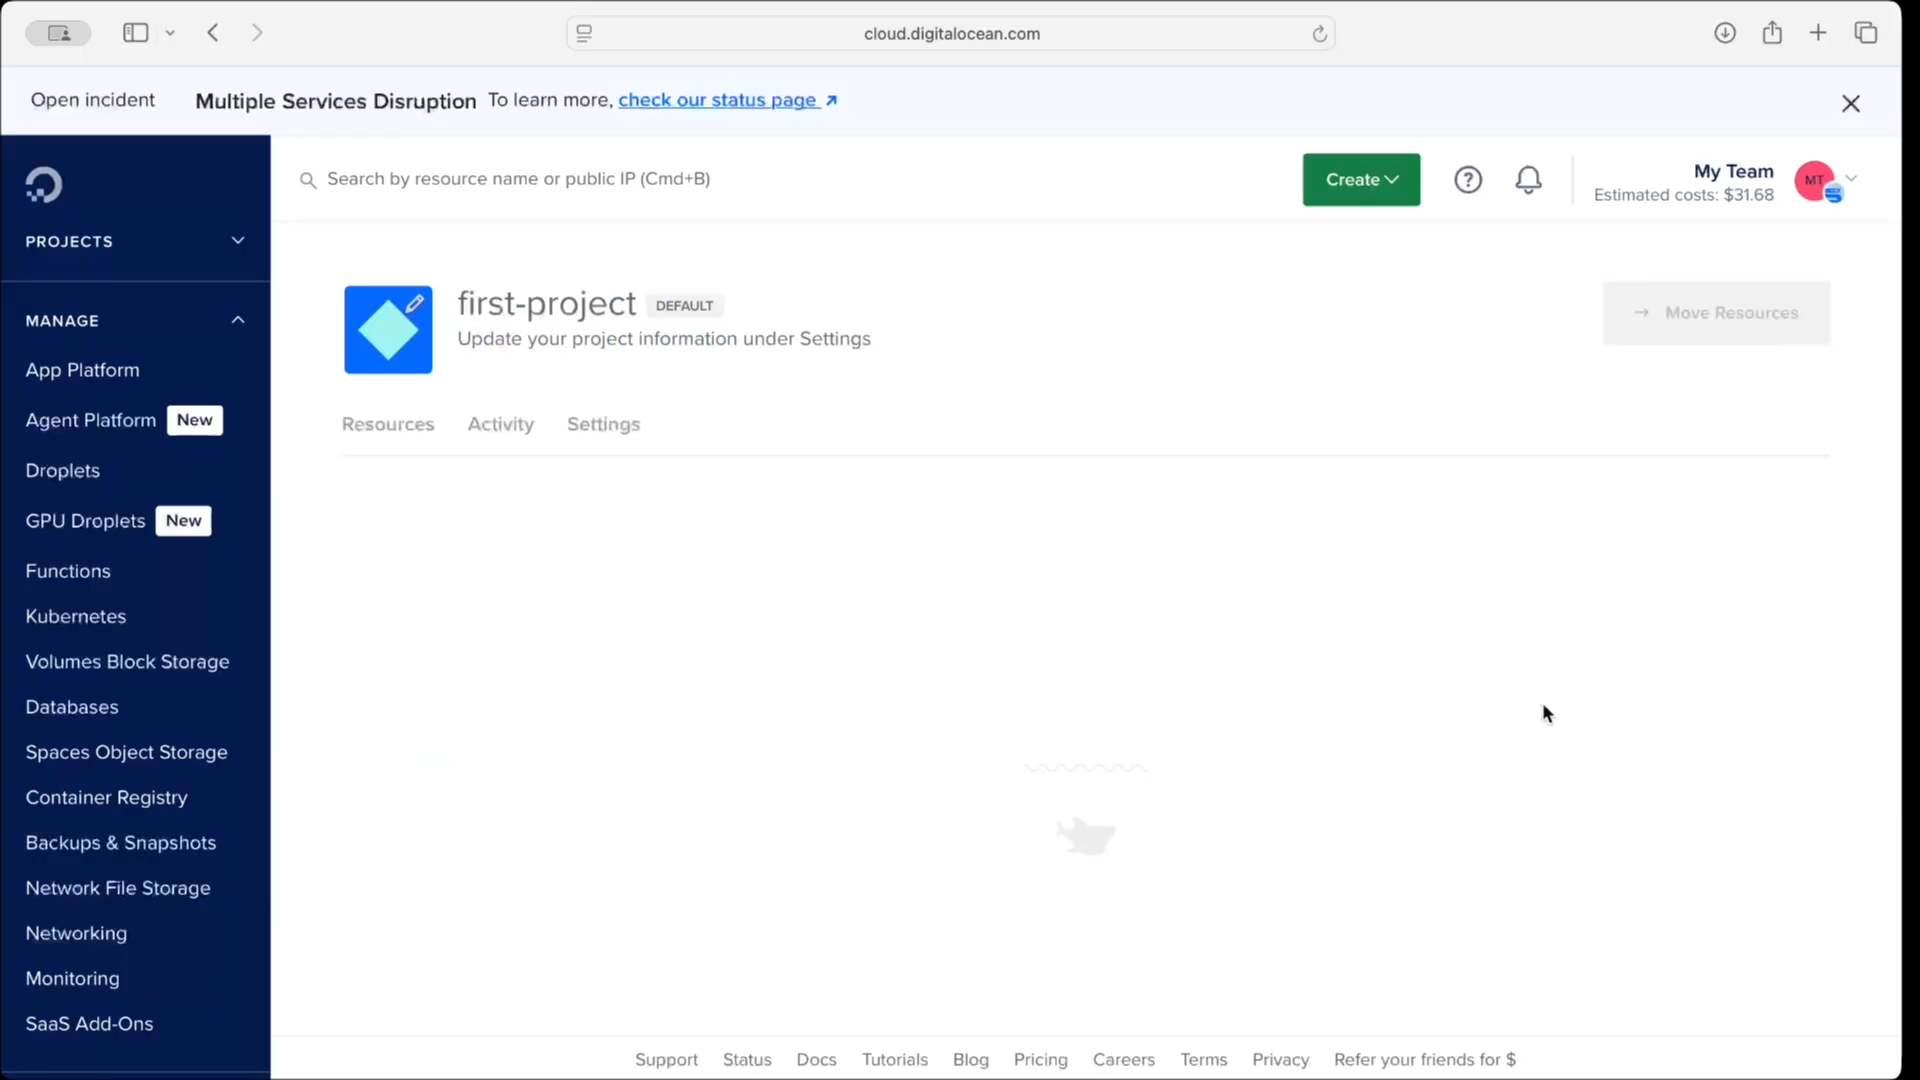 cloud.digitalocean.com
Open incident Multiple Services Disruption To learn more, check our status page ↗
Search by resource name or public IP (Cmd+B)
Create
My Team
Estimated costs: $31.68
MT
PROJECTS
MANAGE
App Platform
Agent Platform New
Droplets
GPU Droplets New
Functions
Kubernetes
Volumes Block Storage
Databases
Spaces Object Storage
Container Registry
Backups & Snapshots
Network File Storage
Networking
Monitoring
SaaS Add-Ons
first-project DEFAULT
Update your project information under Settings
→ Move Resources
Resources Activity Settings
Support Status Docs Tutorials Blog Pricing Careers Terms Privacy Refer your friends for $